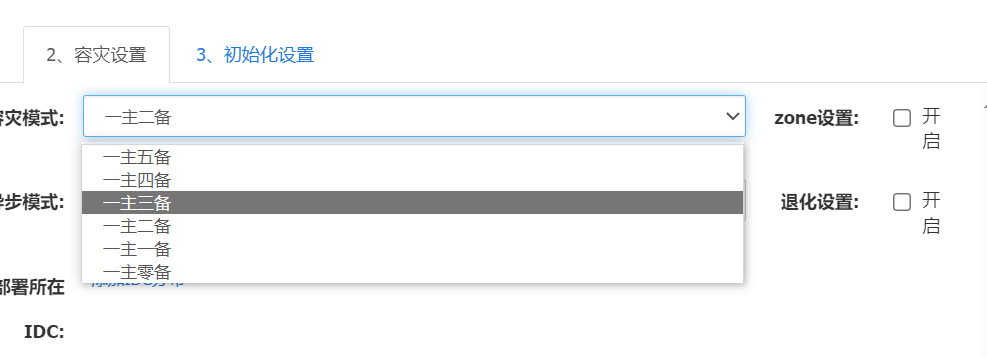 2、容灾设置
3、初始化设置
容灾模式:
一主二备
zone设置:
开
启
一主五备
一主四备
一主三备
一主二备
一主一备
一主零备
异步模式:
退化设置:
开
启
部署所在
IDC: